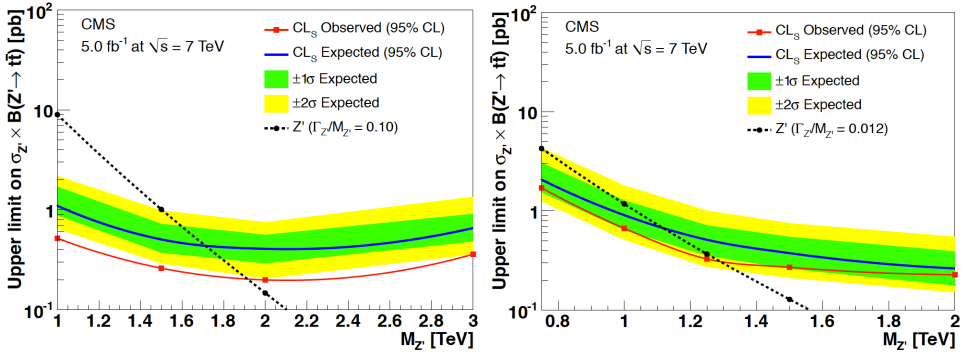 CMS
5.0 fb⁻¹ at √s = 7 TeV
CLS Observed (95% CL)
CLS Expected (95% CL)
±1σ Expected
±2σ Expected
Z' (ΓZ'/MZ' = 0.10)
Upper limit on σZ' × B(Z'→ tt̄) [pb]
10²
10
1
10⁻¹
1 1.2 1.4 1.6 1.8 2 2.2 2.4 2.6 2.8 3
MZ' [TeV]
CMS
5.0 fb⁻¹ at √s = 7 TeV
CLS Observed (95% CL)
CLS Expected (95% CL)
±1σ Expected
±2σ Expected
Z' (ΓZ'/MZ' = 0.012)
Upper limit on σZ' × B(Z'→ tt̄) [pb]
10²
10
1
10⁻¹
0.8 1 1.2 1.4 1.6 1.8 2
MZ' [TeV]